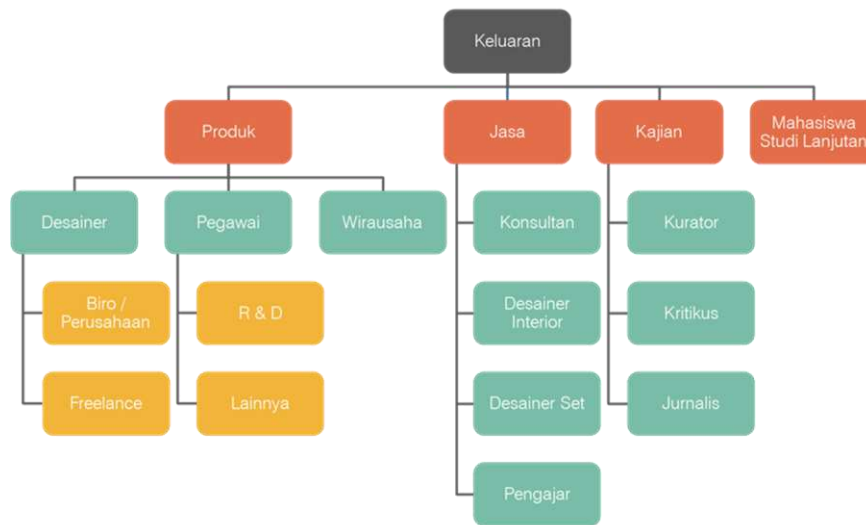 Keluaran
Produk
Jasa
Kajian
Mahasiswa
Studi Lanjutan
Desainer
Pegawai
Wirausaha
Konsultan
Kurator
Biro /
Perusahaan
R & D
Desainer
Interior
Kritikus
Freelance
Lainnya
Desainer Set
Jurnalis
Pengajar